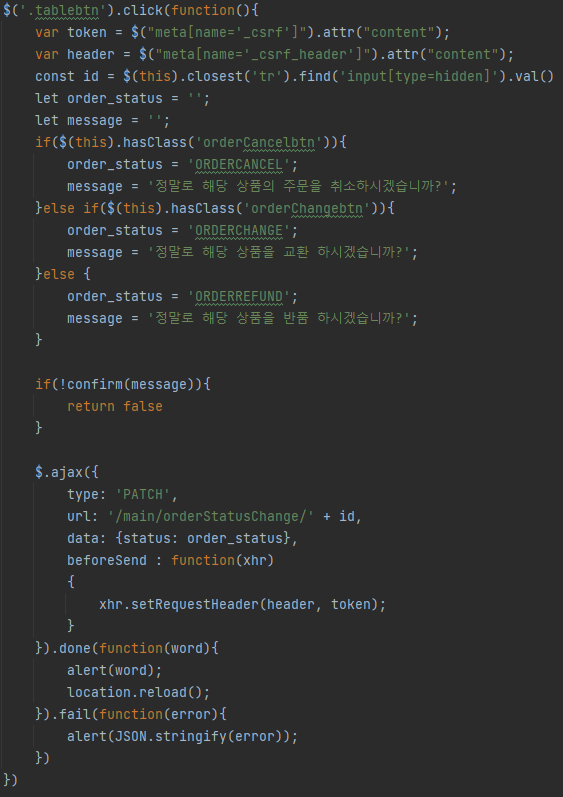 $('.tablebtn').click(function(){
    var token = $("meta[name='_csrf']").attr("content");
    var header = $("meta[name='_csrf_header']").attr("content");
    const id = $(this).closest('tr').find('input[type=hidden]').val()
    let order_status = '';
    let message = '';
    if($(this).hasClass('orderCancelbtn')){
        order_status = 'ORDERCANCEL';
        message = '정말로 해당 상품의 주문을 취소하시겠습니까?';
    }else if($(this).hasClass('orderChangebtn')){
        order_status = 'ORDERCHANGE';
        message = '정말로 해당 상품을 교환 하시겠습니까?';
    }else {
        order_status = 'ORDERREFUND';
        message = '정말로 해당 상품을 반품 하시겠습니까?';
    }
    if(!confirm(message)){
        return false
    }
    $.ajax({
        type: 'PATCH',
        url: '/main/orderStatusChange/' + id,
        data: {status: order_status},
        beforeSend : function(xhr)
        {
            xhr.setRequestHeader(header, token);
        }
    }).done(function(word){
        alert(word);
        location.reload();
    }).fail(function(error){
        alert(JSON.stringify(error));
    })
})